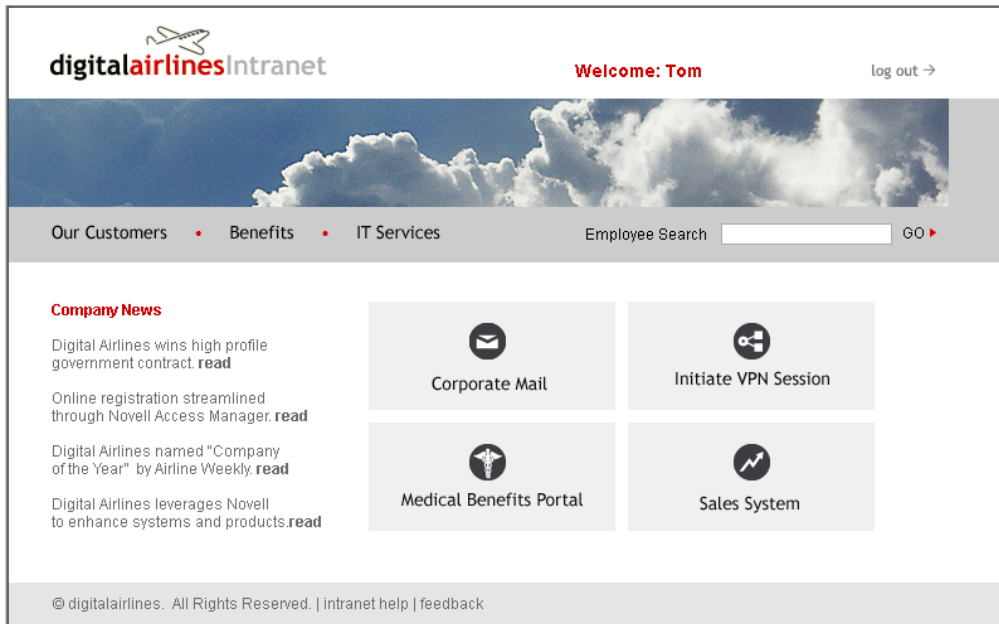 digitalairlinesIntranet
Welcome: Tom
log out →
Our Customers • Benefits • IT Services
Employee Search
GO
Company News
Digital Airlines wins high profile
government contract. read
Online registration streamlined
through Novell Access Manager. read
Digital Airlines named "Company
of the Year" by Airline Weekly. read
Digital Airlines leverages Novell
to enhance systems and products.read
Corporate Mail
Initiate VPN Session
Medical Benefits Portal
Sales System
© digitalairlines. All Rights Reserved. | intranet help | feedback